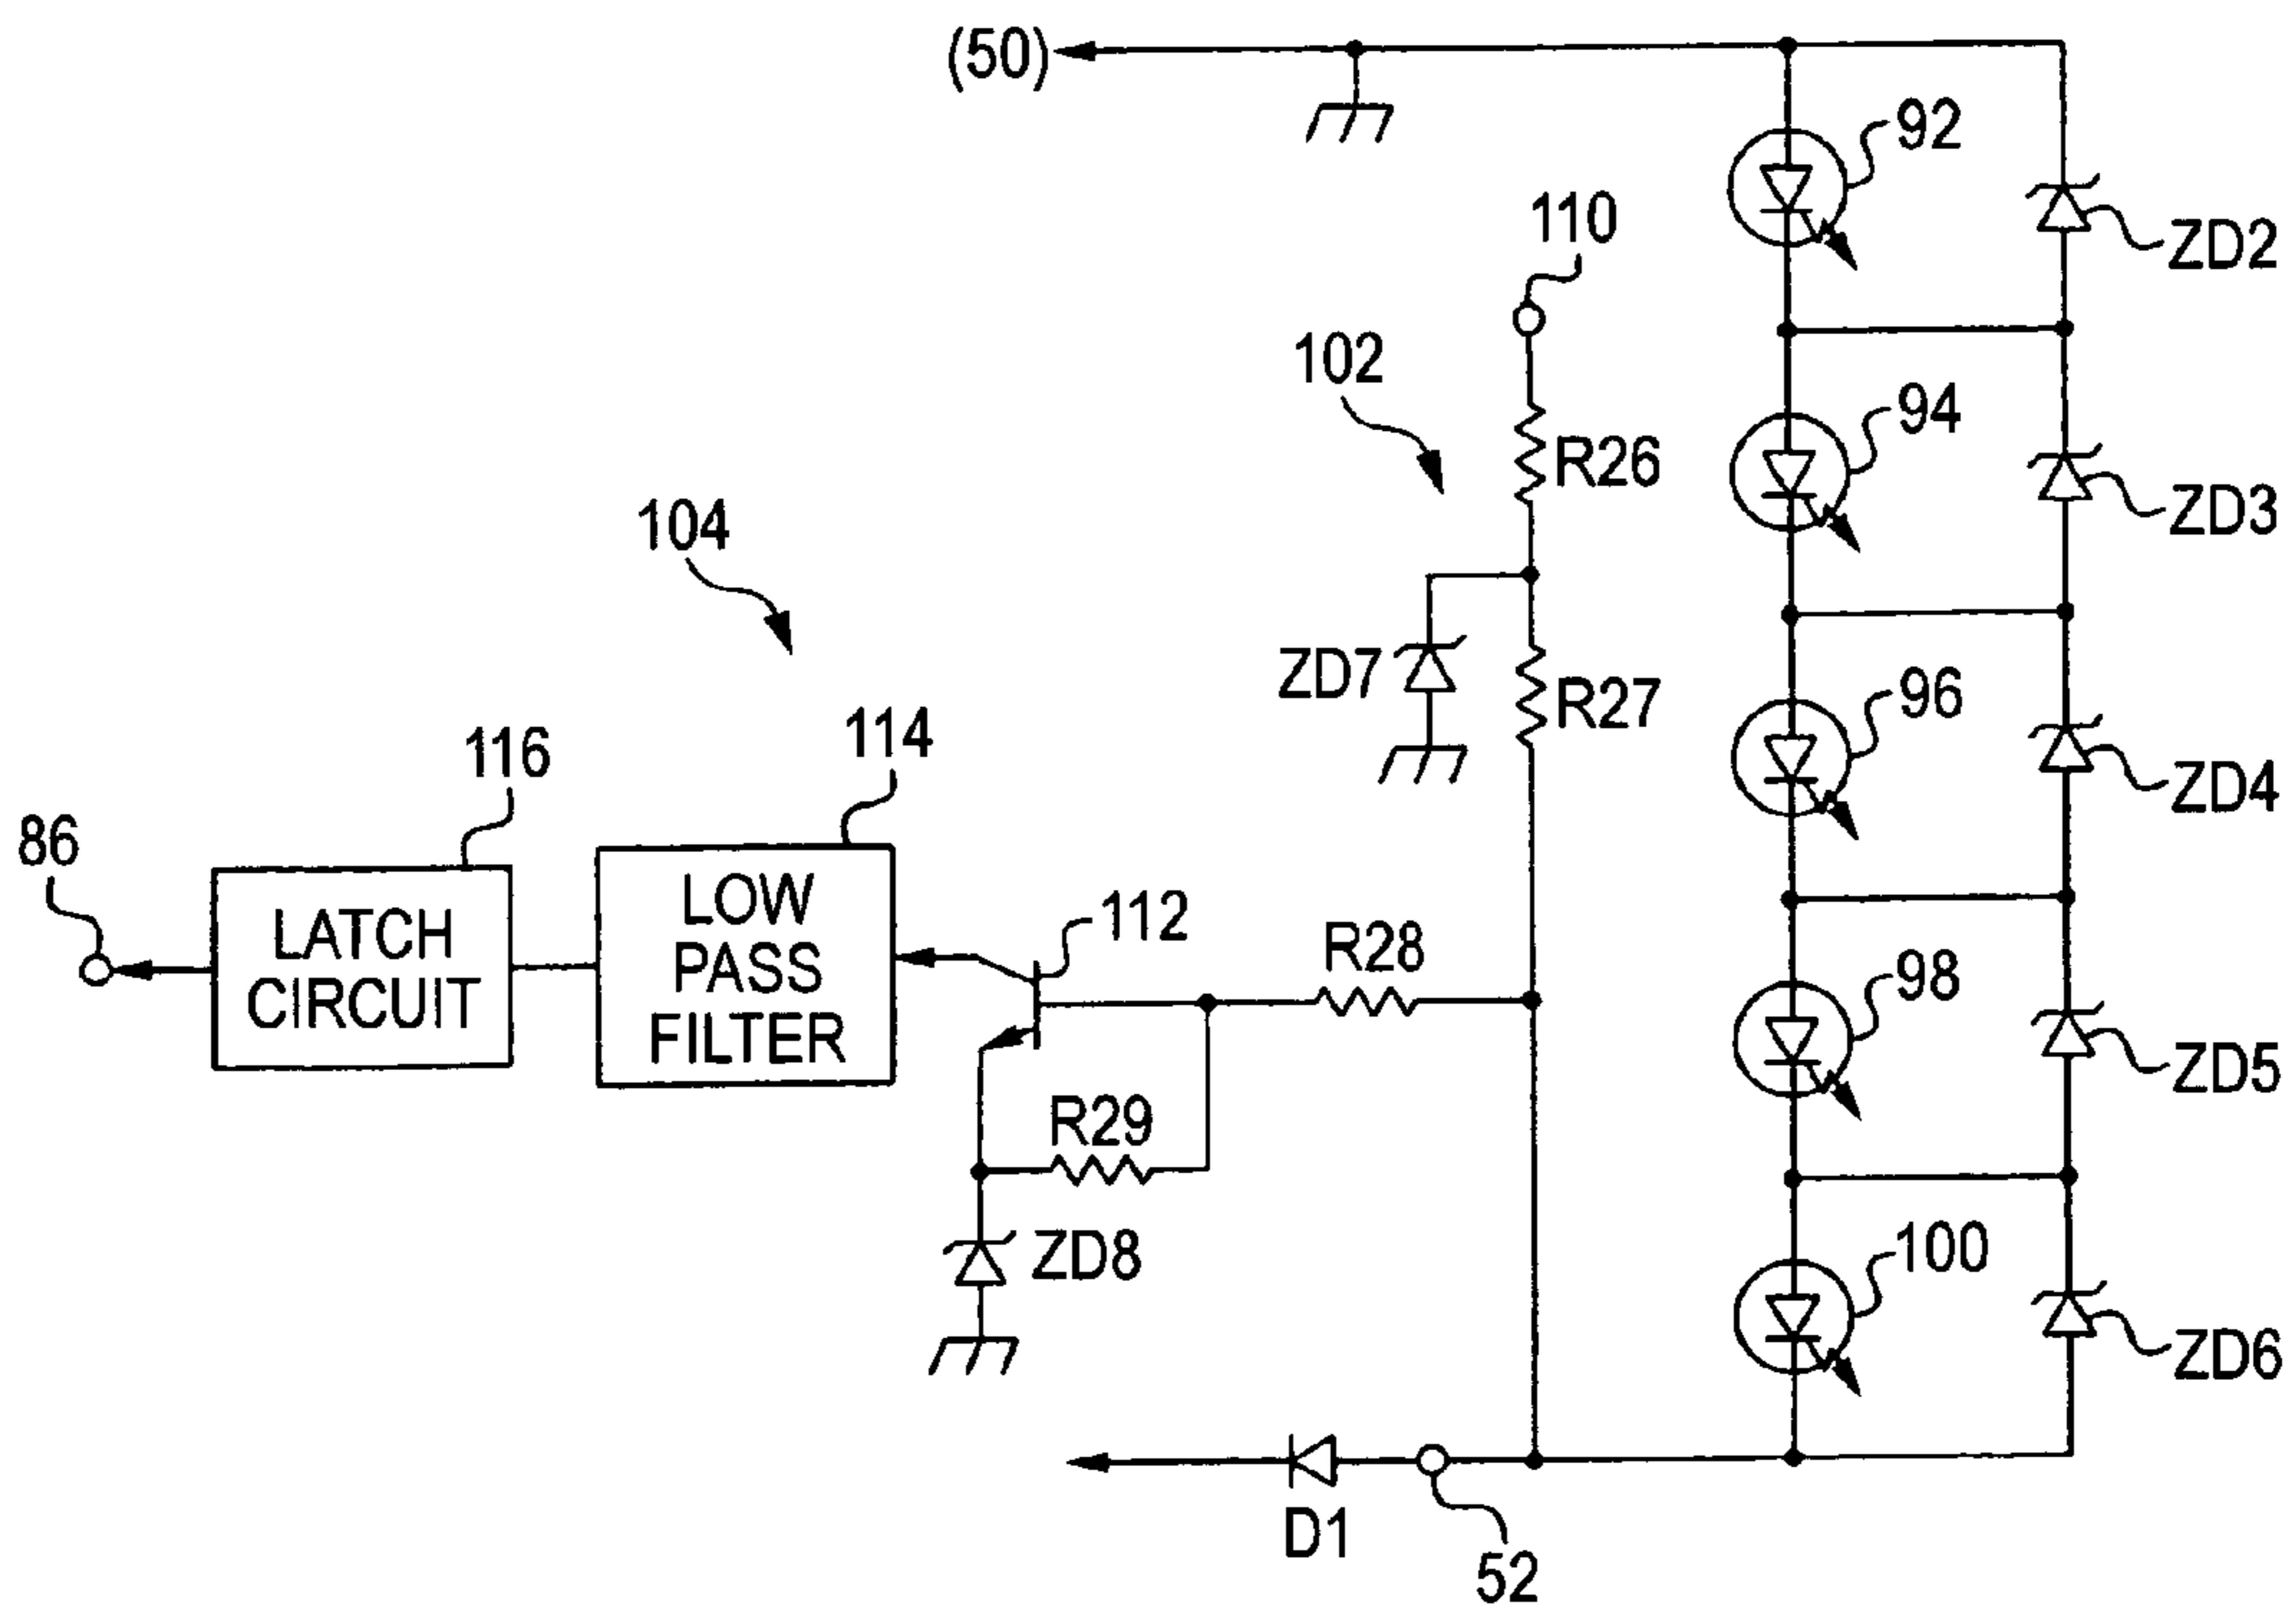 (50)
92
ZD2
110
102
R26
94
ZD3
104
ZD7
R27
96
ZD4
116
114
86
LATCH
CIRCUIT
LOW
PASS
FILTER
112
R28
98
ZD5
R29
ZD8
100
ZD6
D1
52